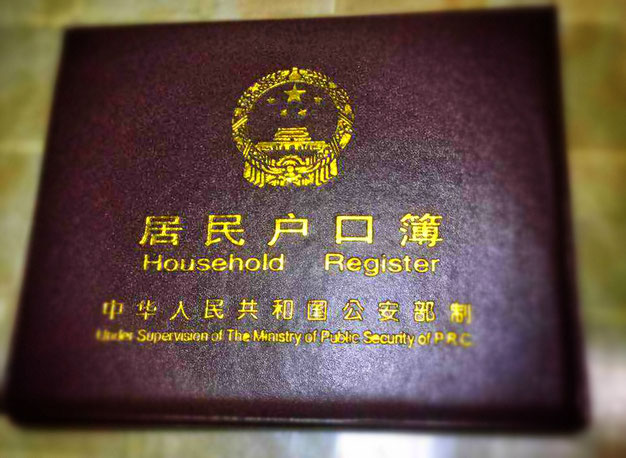 居民户口簿
Household Register
中华人民共和国公安部制
Under Supervision of The Ministry of Public Security of P.R.C.